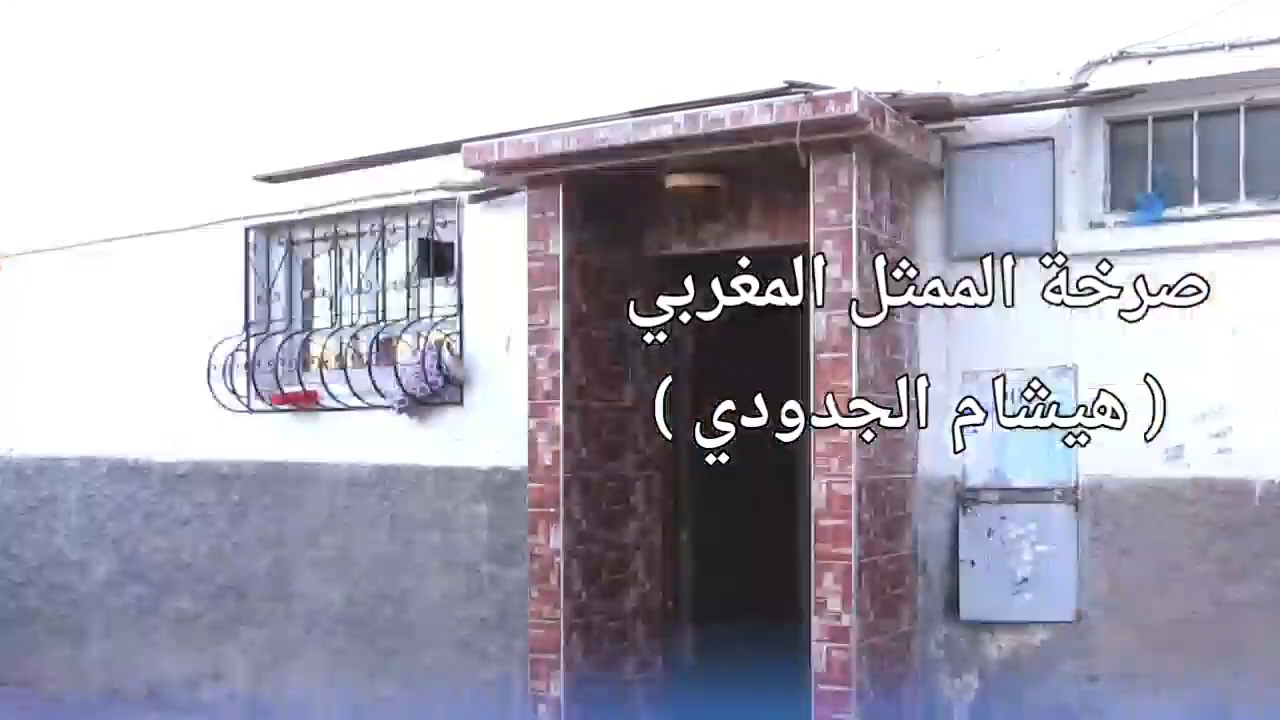 صرخة الممثل المغربي
( هيشام الجدودي )